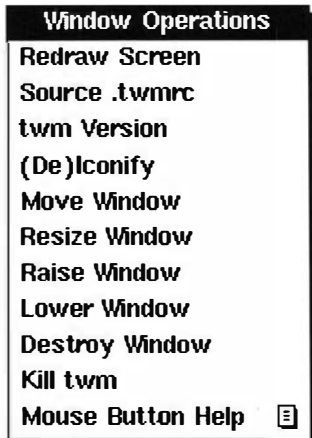 Window Operations
Redraw Screen
Source .twmrc
twm Version
(De)Iconify
Move Window
Resize Window
Raise Window
Lower Window
Destroy Window
Kill twm
Mouse Button Help